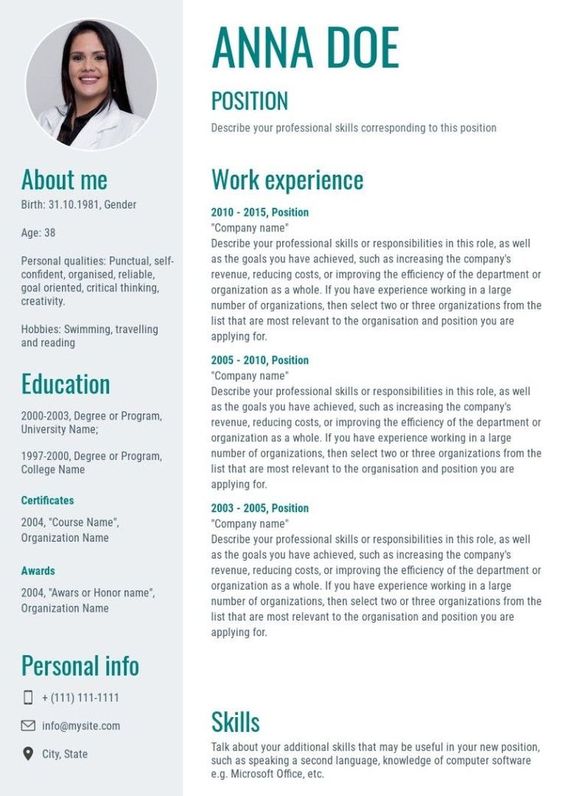 ANNA DOE
POSITION
Describe your professional skills corresponding to this position
About me
Birth: 31.10.1981, Gender
Age: 38
Personal qualities: Punctual, self-
confident, organised, reliable,
goal oriented, critical thinking,
creativity.
Hobbies: Swimming, travelling
and reading
Education
2000-2003, Degree or Program,
University Name;
1997-2000, Degree or Program,
College Name
Certificates
2004, "Course Name",
Organization Name
Awards
2004, "Awars or Honor name",
Organization Name
Personal info
+ (111) 111-1111
info@mysite.com
City, State
Work experience
2010 - 2015, Position
"Company name"
Describe your professional skills or responsibilities in this role, as well
as the goals you have achieved, such as increasing the company's
revenue, reducing costs, or improving the efficiency of the department or
organization as a whole. If you have experience working in a large
number of organizations, then select two or three organizations from the
list that are most relevant to the organisation and position you are
applying for.
2005 - 2010, Position
"Company name"
Describe your professional skills or responsibilities in this role, as well
as the goals you have achieved, such as increasing the company's
revenue, reducing costs, or improving the efficiency of the department or
organization as a whole. If you have experience working in a large
number of organizations, then select two or three organizations from the
list that are most relevant to the organisation and position you are
applying for.
2003 - 2005, Position
"Company name"
Describe your professional skills or responsibilities in this role, as well
as the goals you have achieved, such as increasing the company's
revenue, reducing costs, or improving the efficiency of the department or
organization as a whole. If you have experience working in a large
number of organizations, then select two or three organizations from the
list that are most relevant to the organisation and position you are
applying for.
Skills
Talk about your additional skills that may be useful in your new position,
such as speaking a second language, knowledge of computer software
e.g. Microsoft Office, etc.